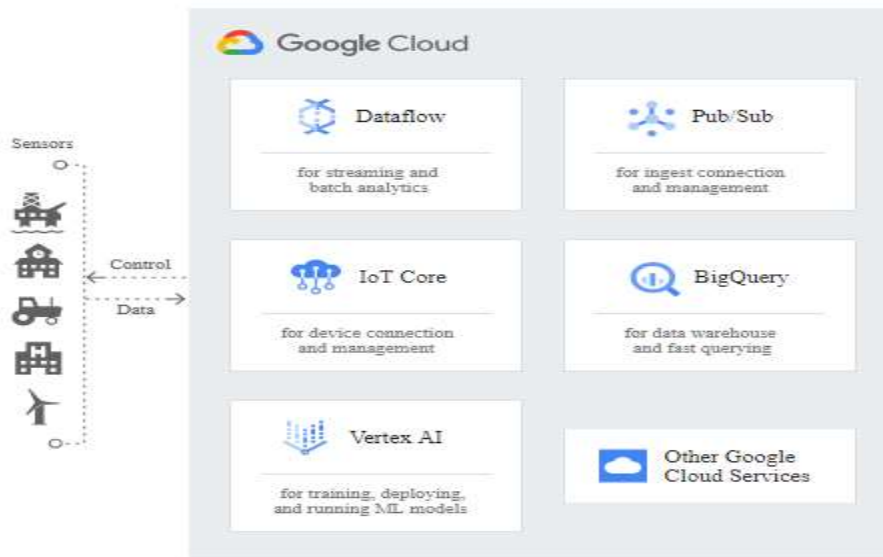 Google Cloud
Sensors
Control
Data
Dataflow
for streaming and
batch analytics
Pub/Sub
for ingest connection
and management
IoT Core
for device connection
and management
BigQuery
for data warehouse
and fast querying
Vertex AI
for training, deploying,
and running ML models
Other Google
Cloud Services